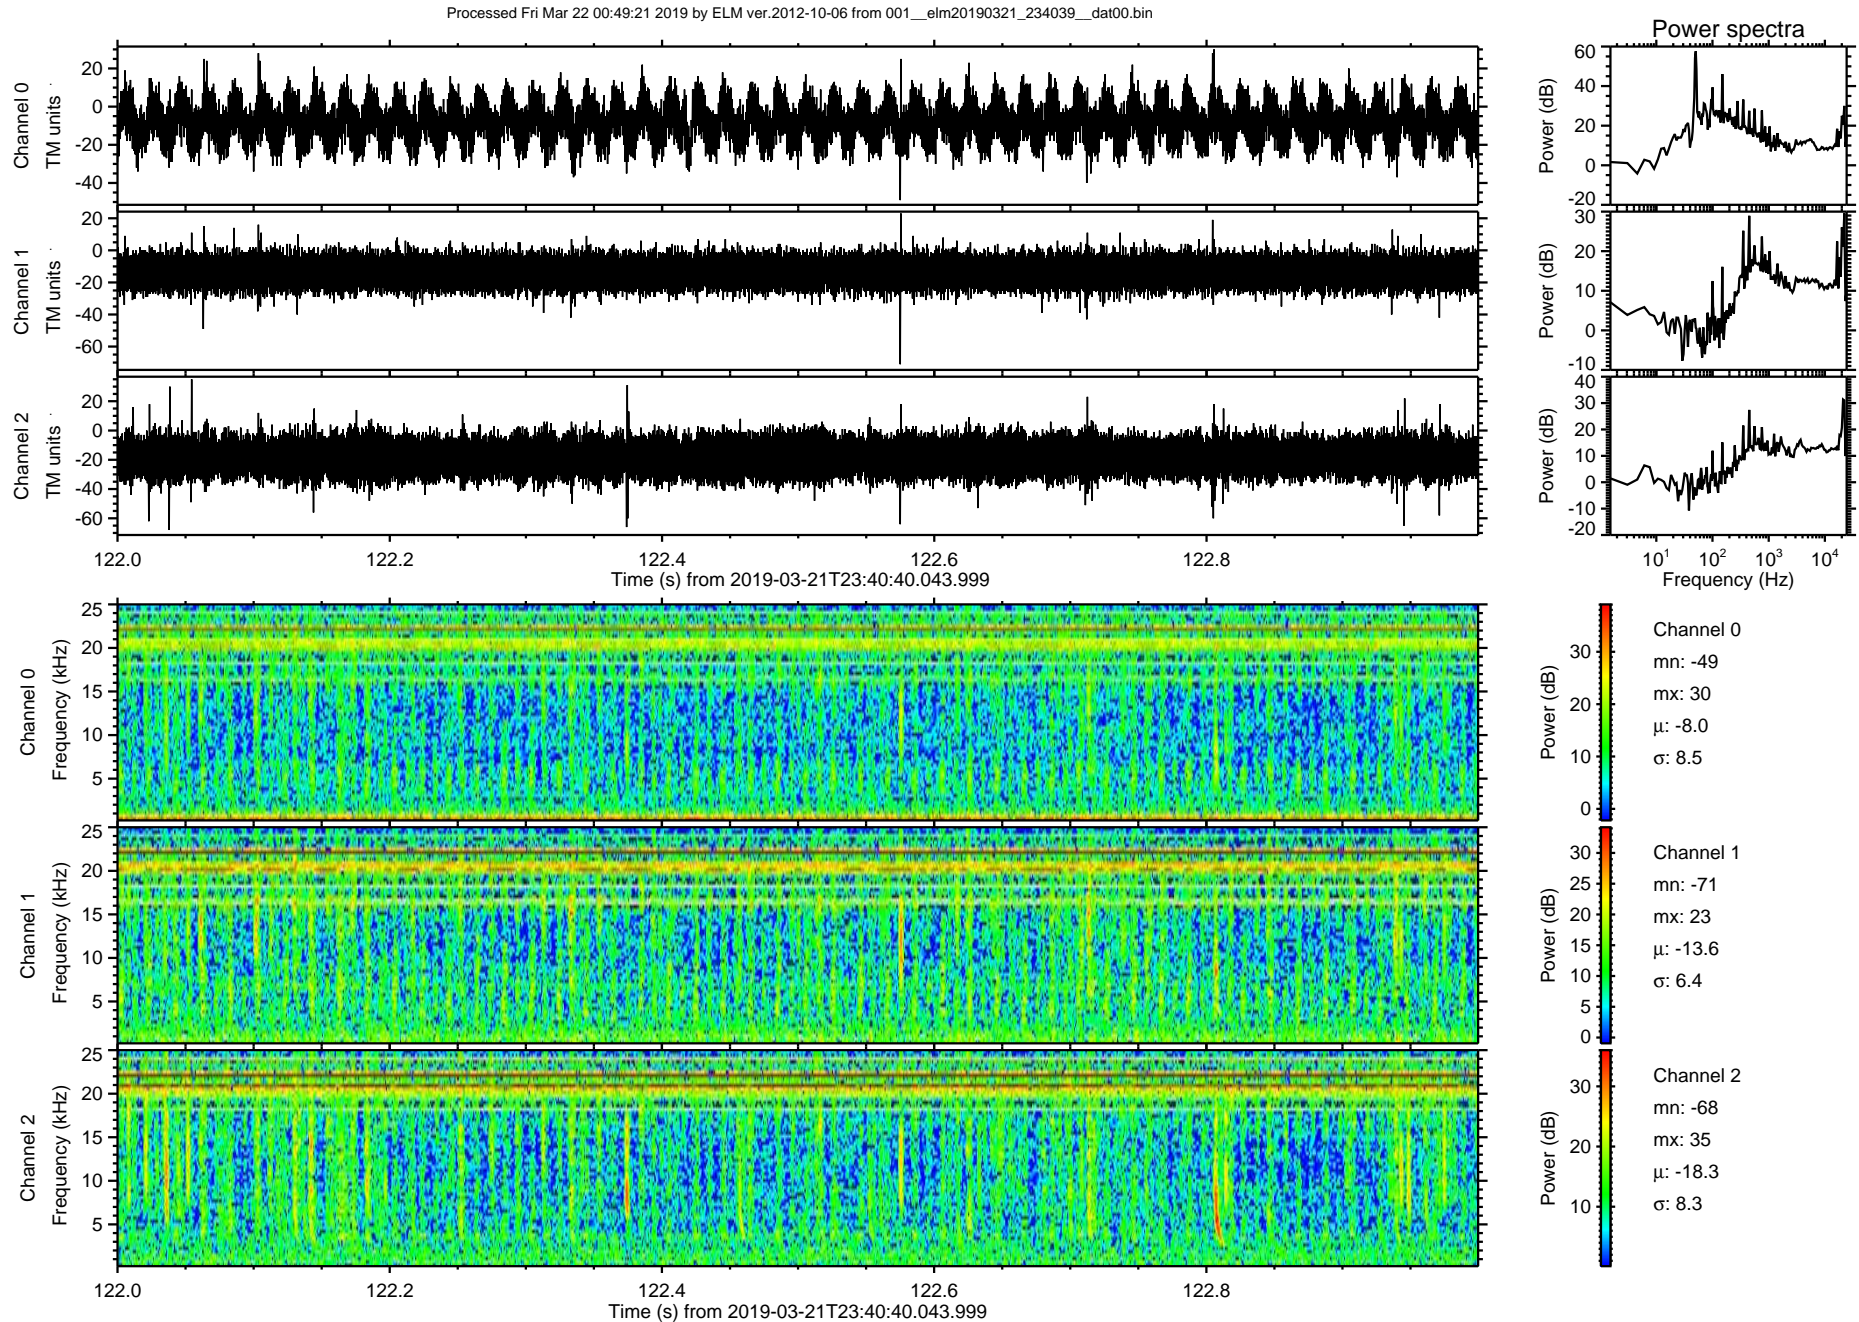 Processed Fri Mar 22 00:49:21 2019 by ELM ver.2012-10-06 from 001__elm20190321_234039__dat00.bin
Power spectra
Channel 0
TM units
20
0
-20
-40
Power (dB)
60
40
20
0
-20
Channel 1
TM units
20
0
-20
-40
-60
Power (dB)
30
20
10
0
-10
Channel 2
TM units
20
0
-20
-40
-60
Power (dB)
40
30
20
10
0
-10
-20
122.0 122.2 122.4 122.6 122.8
Time (s) from 2019-03-21T23:40:40.043.999
10^1 10^2 10^3 10^4
Frequency (Hz)
Channel 0
Frequency (kHz)
25
20
15
10
5
Power (dB)
30
20
10
0
Channel 0
mn: -49
mx: 30
μ: -8.0
σ: 8.5
Channel 1
Frequency (kHz)
25
20
15
10
5
Power (dB)
30
25
20
15
10
5
0
Channel 1
mn: -71
mx: 23
μ: -13.6
σ: 6.4
Channel 2
Frequency (kHz)
25
20
15
10
5
Power (dB)
30
20
10
Channel 2
mn: -68
mx: 35
μ: -18.3
σ: 8.3
122.0 122.2 122.4 122.6 122.8
Time (s) from 2019-03-21T23:40:40.043.999